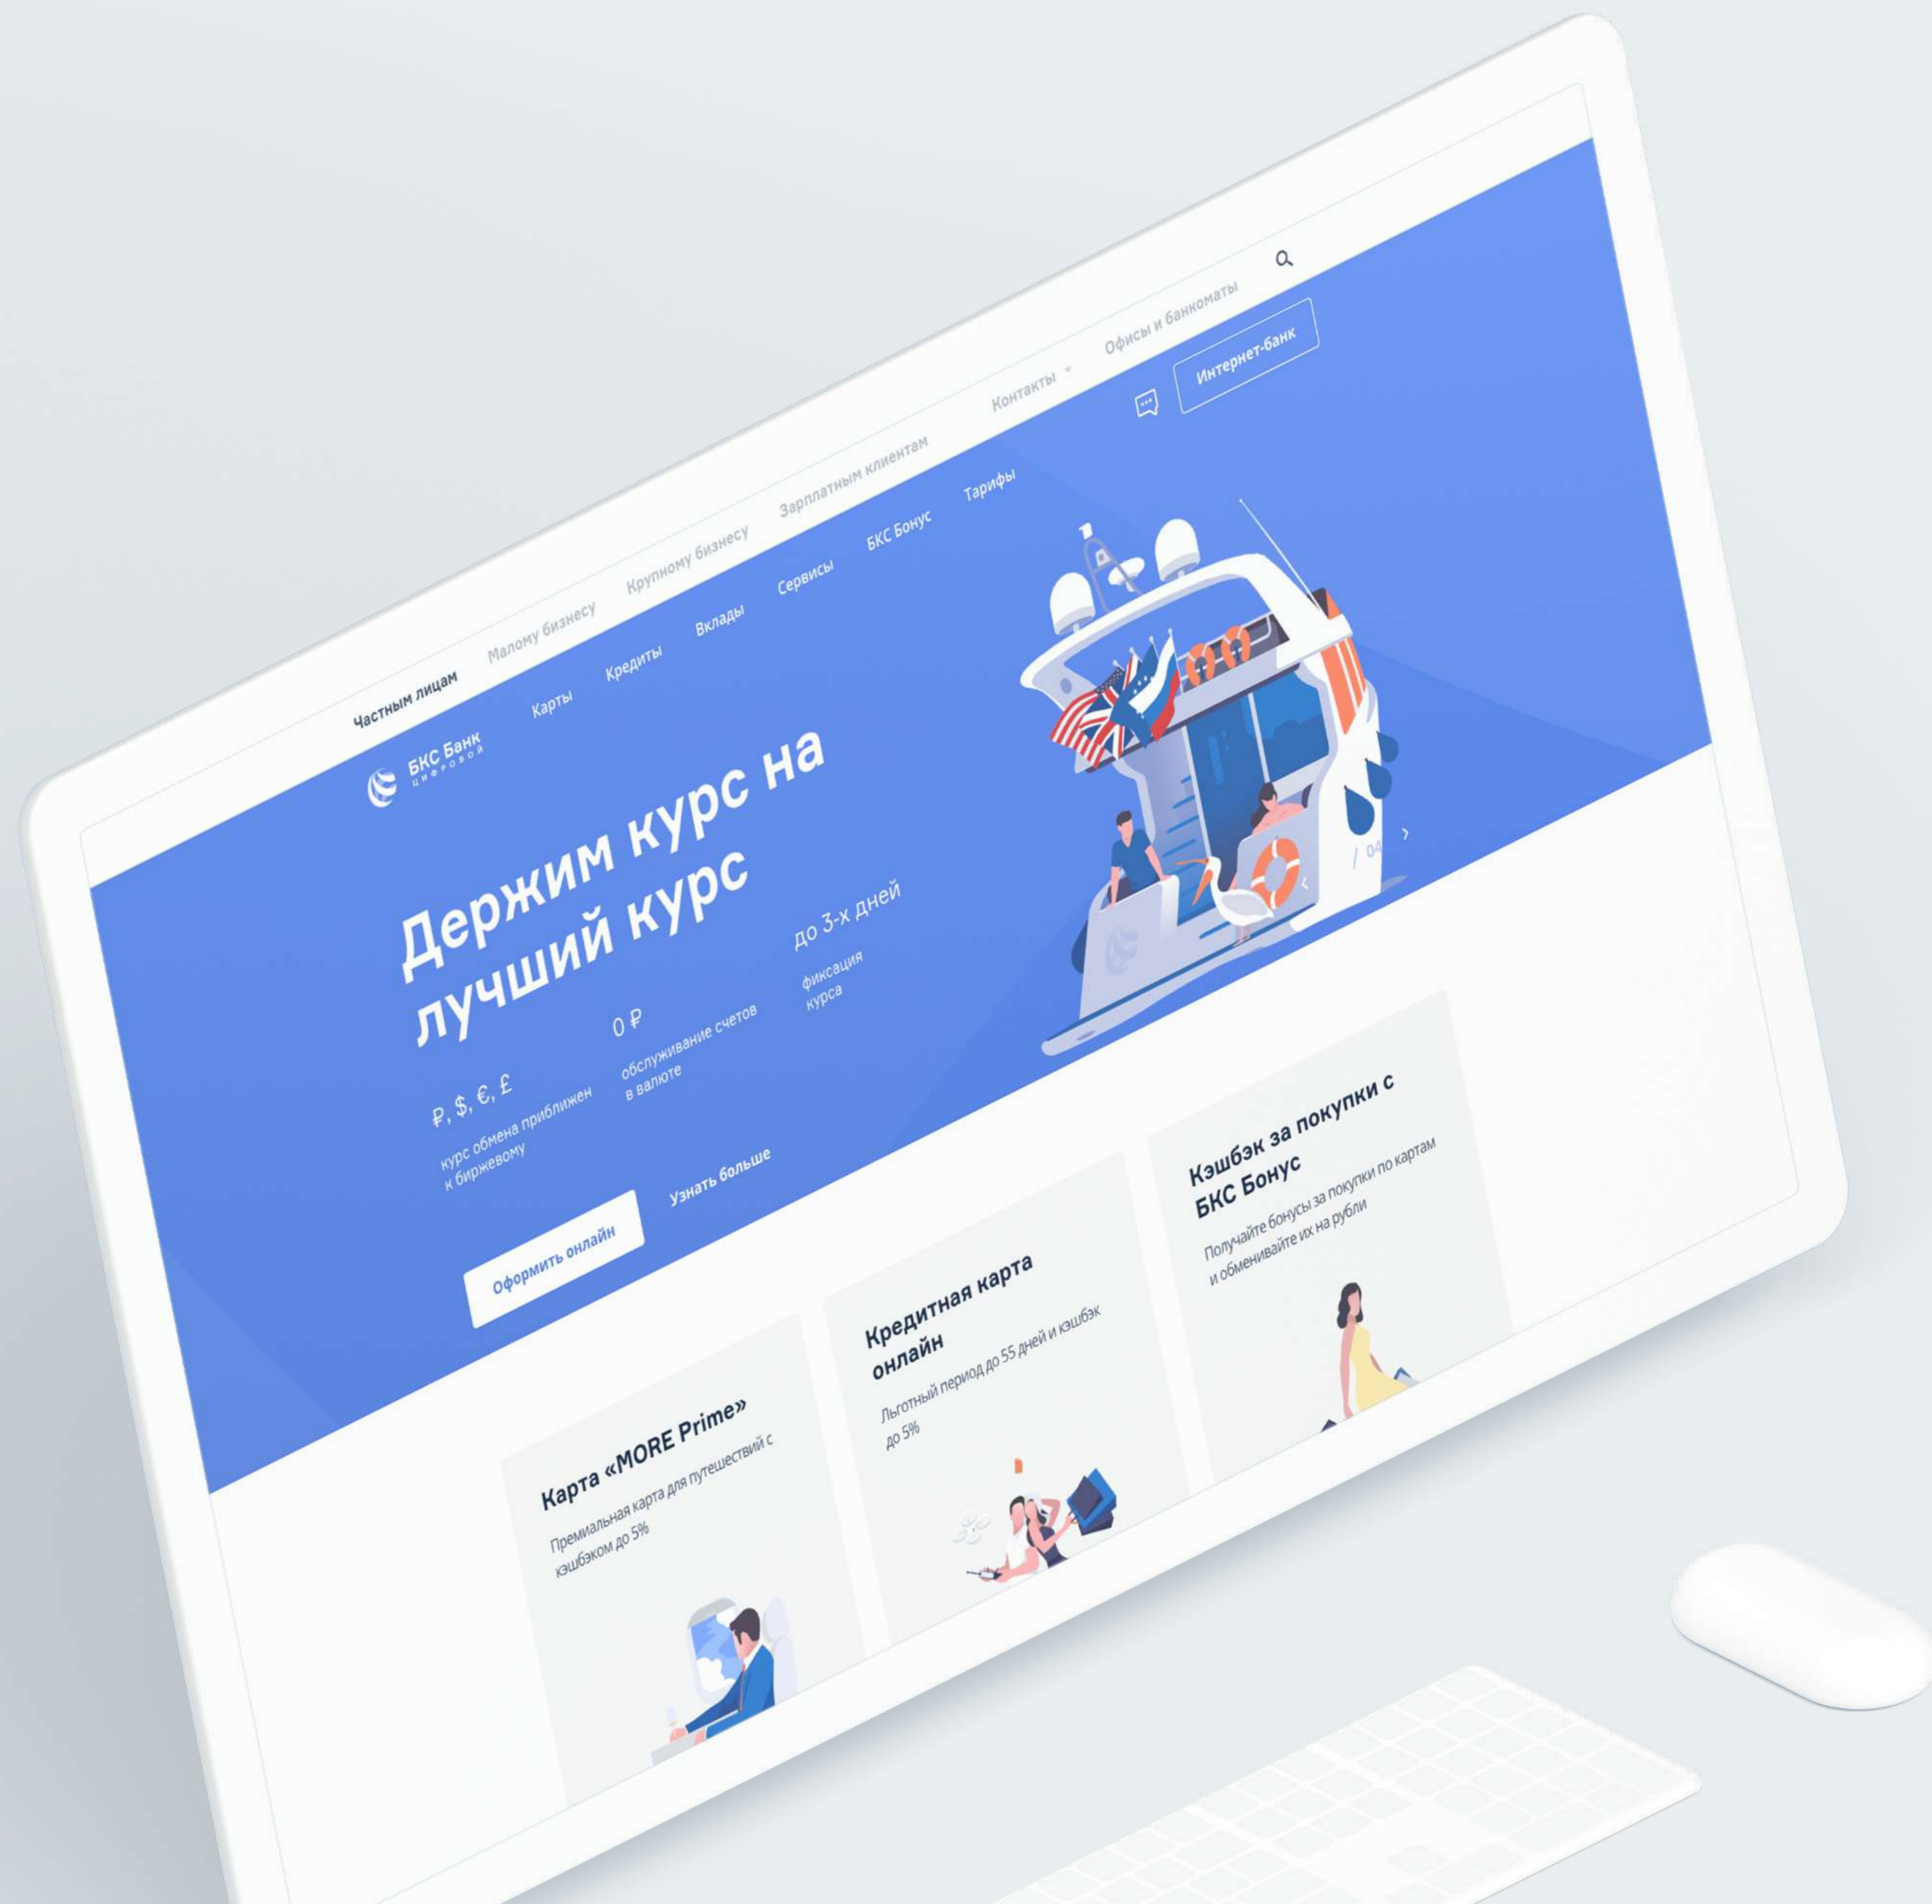 Частным лицам
Малому бизнесу
Крупному бизнесу
Зарплатным клиентам
Контакты
Офисы и банкоматы
БКС Банк
ЦИФРОВОЙ
Карты
Кредиты
Вклады
Сервисы
БКС Бонус
Тарифы
Интернет-банк
Держим курс на
лучший курс
₽, $, €, £
курс обмена приближен
к биржевому
0 ₽
обслуживание счетов
в валюте
до 3-х дней
фиксация
курса
Оформить онлайн
Узнать больше
/ 04
Карта «MORE Prime»
Премиальная карта для путешествий с
кэшбэком до 5%
Кредитная карта
онлайн
Льготный период до 55 дней и кэшбэк
до 5%
Кэшбэк за покупки с
БКС Бонус
Получайте бонусы за покупки по картам
и обменивайте их на рубли